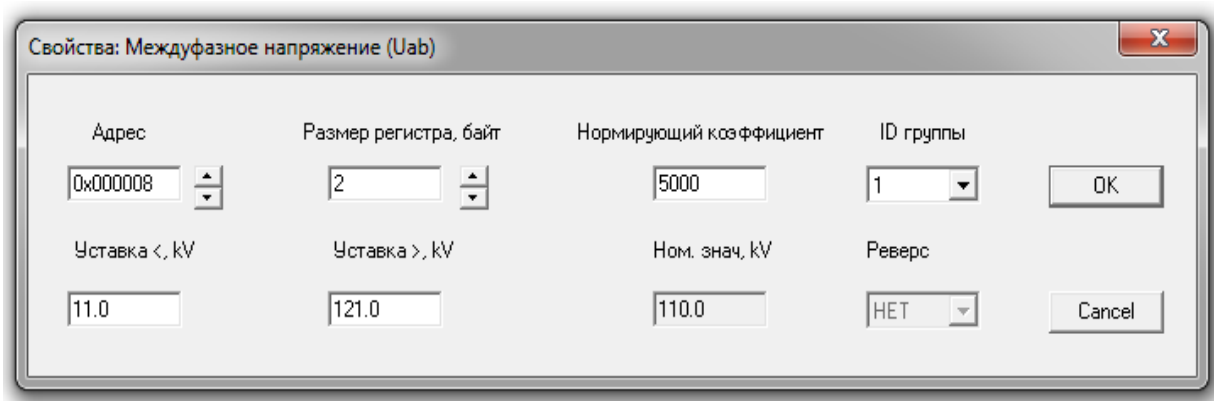 Свойства: Междуфазное напряжение (Uab)
Адрес Размер регистра, байт Нормирующий коэффициент ID группы
0x000008 2 5000 1 OK
Уставка <, kV Уставка >, kV Ном. знач, kV Реверс
11.0 121.0 110.0 НЕТ Cancel